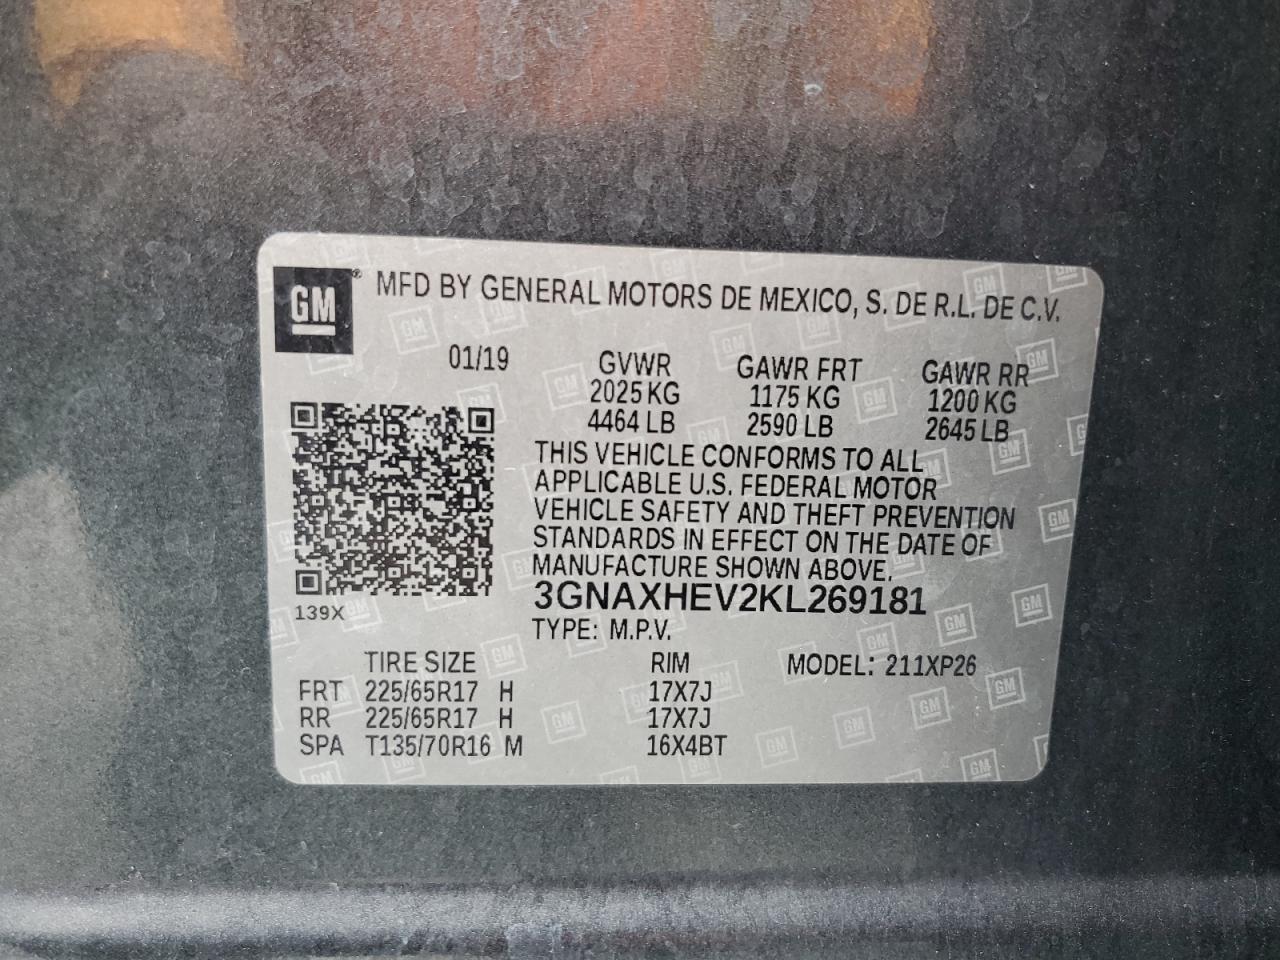 GM ®
MFD BY GENERAL MOTORS DE MEXICO, S. DE R.L. DE C.V.
01/19 GVWR GAWR FRT GAWR RR
2025 KG 1175 KG 1200 KG
4464 LB 2590 LB 2645 LB
THIS VEHICLE CONFORMS TO ALL
APPLICABLE U.S. FEDERAL MOTOR
VEHICLE SAFETY AND THEFT PREVENTION
STANDARDS IN EFFECT ON THE DATE OF
MANUFACTURE SHOWN ABOVE.
139X
3GNAXHEV2KL269181
TYPE: M.P.V.
TIRE SIZE RIM MODEL: 211XP26
FRT 225/65R17 H 17X7J
RR 225/65R17 H 17X7J
SPA T135/70R16 M 16X4BT